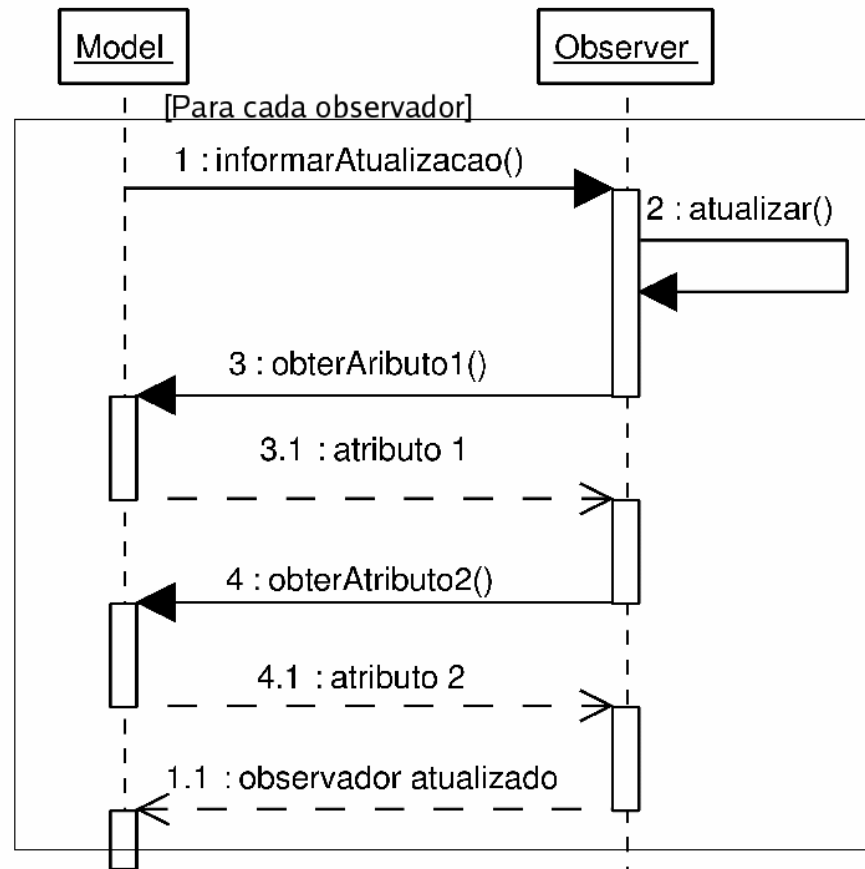 Model
Observer
[Para cada observador]
1 : informarAtualizacao()
2 : atualizar()
3 : obterAributo1()
3.1 : atributo 1
4 : obterAtributo2()
4.1 : atributo 2
1.1 : observador atualizado